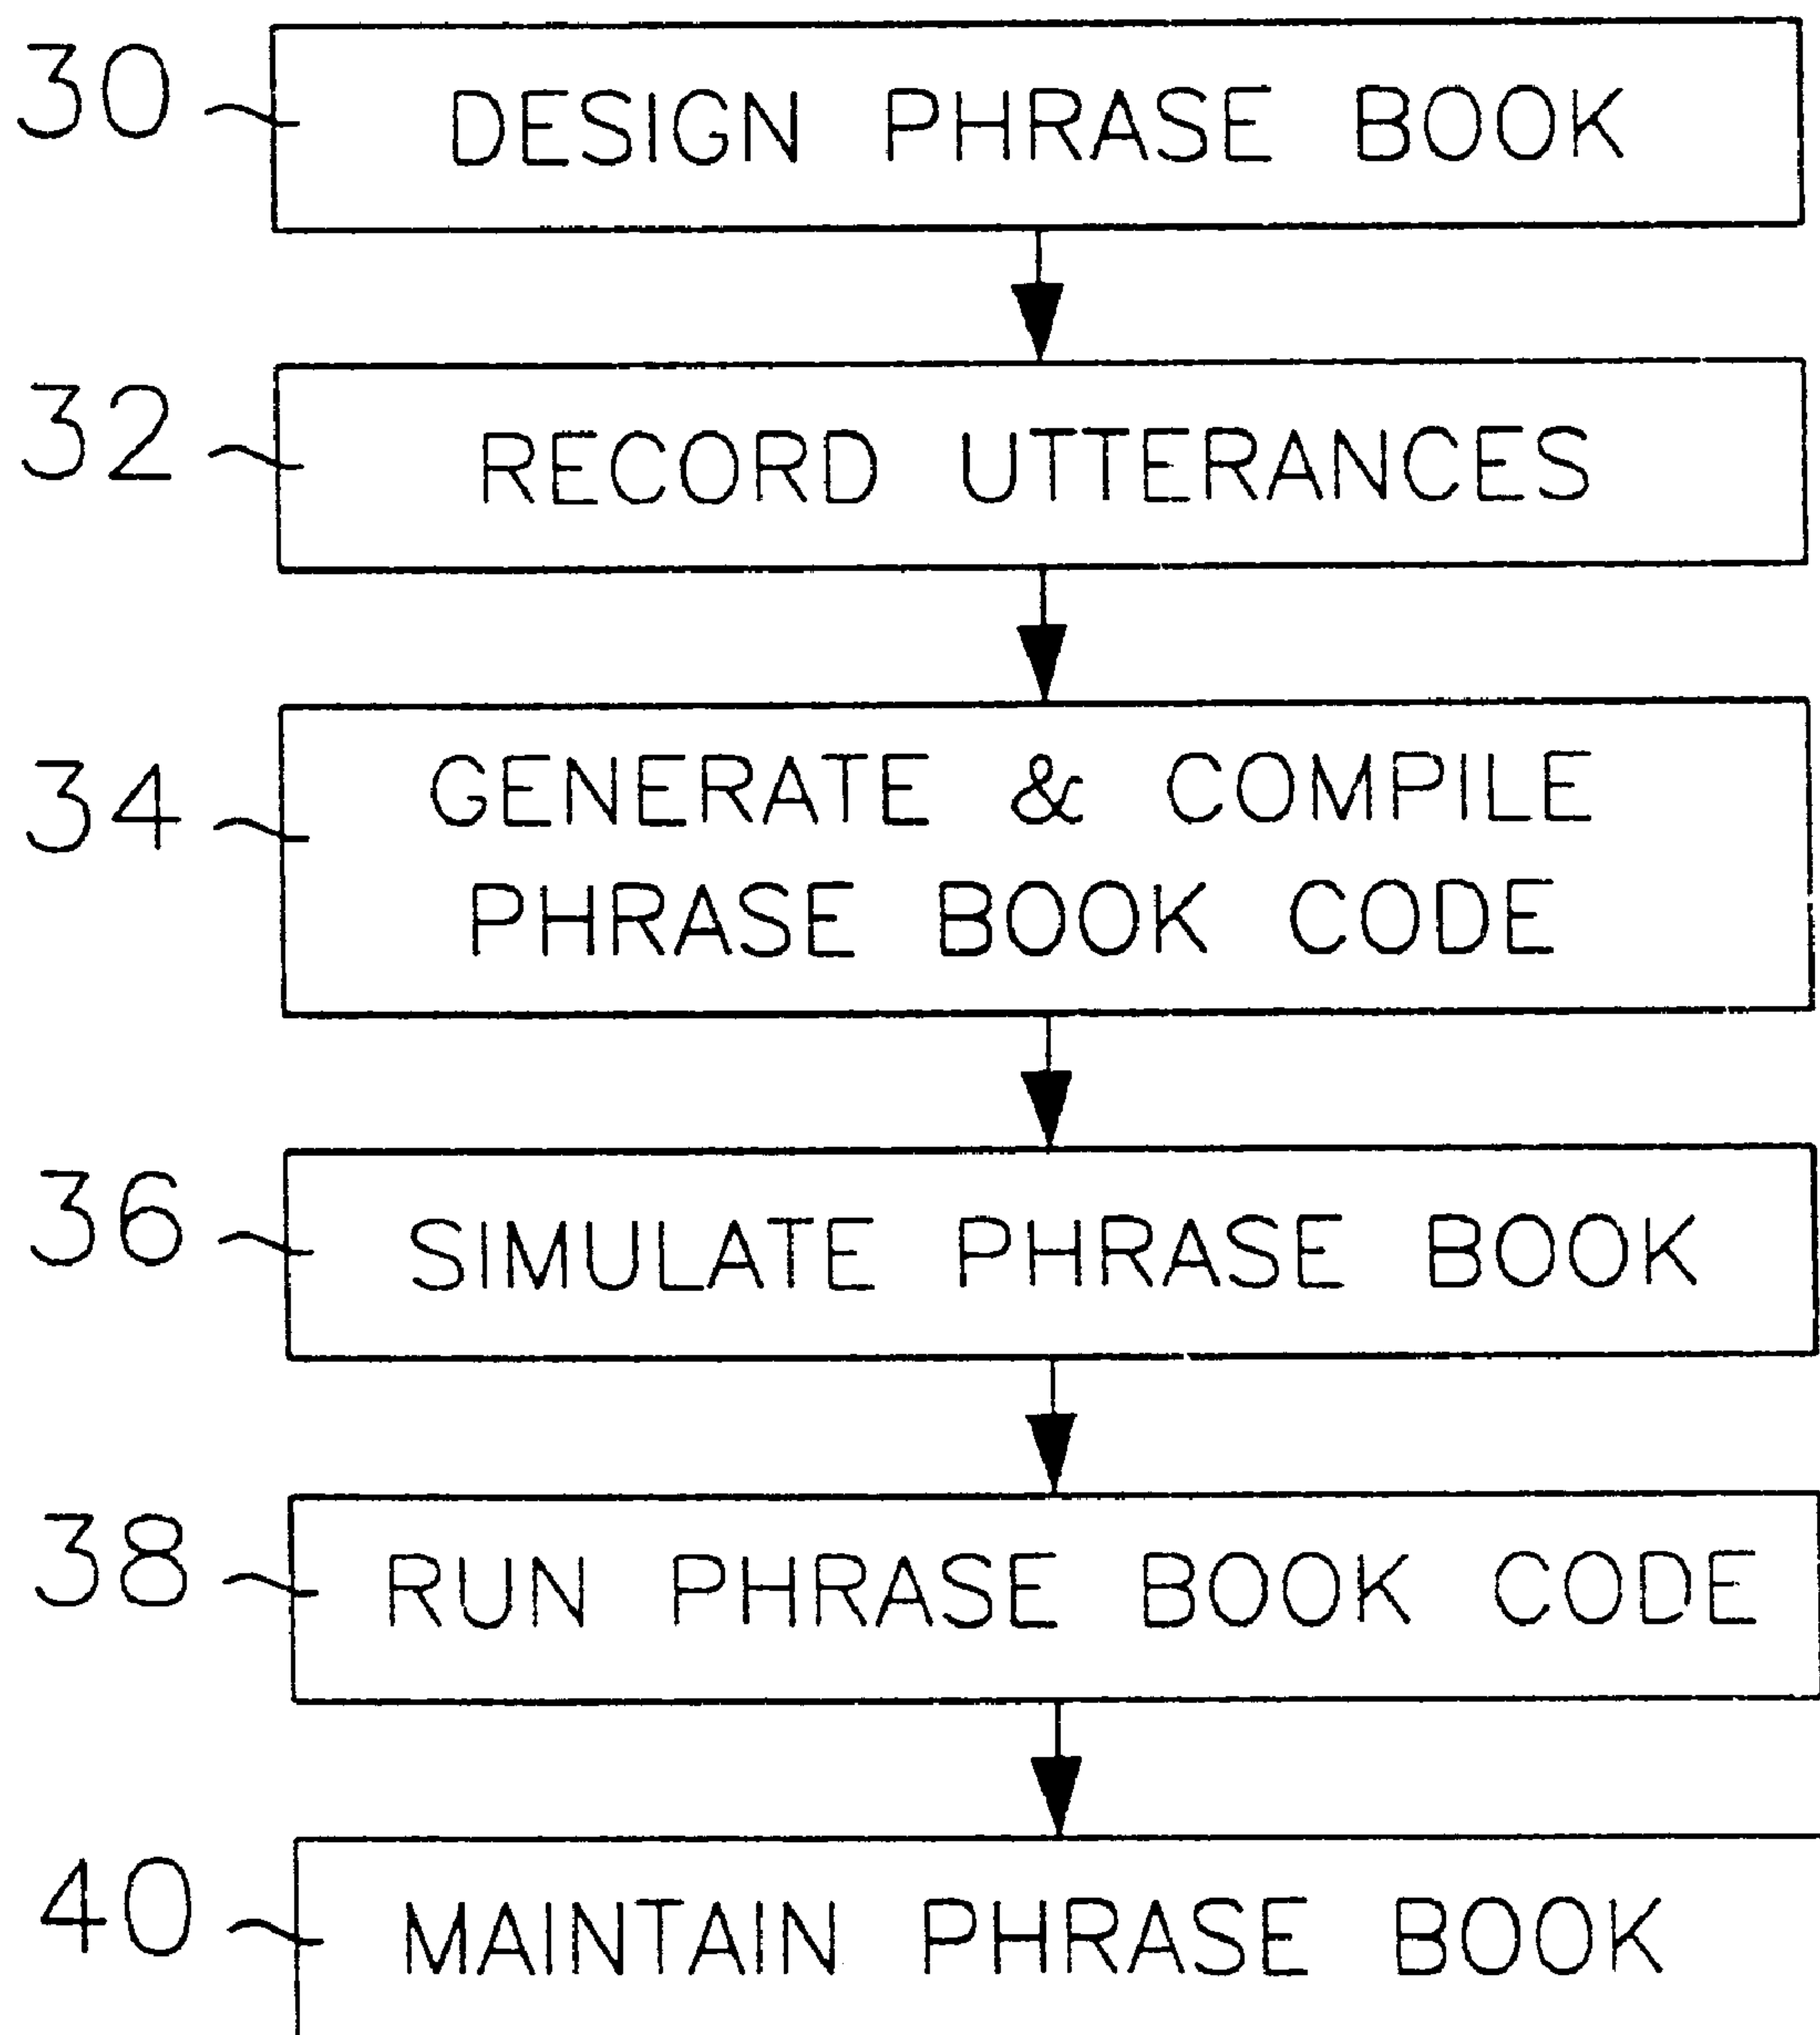 30 DESIGN PHRASE BOOK
32 RECORD UTTERANCES
34 GENERATE & COMPILE
PHRASE BOOK CODE
36 SIMULATE PHRASE BOOK
38 RUN PHRASE BOOK CODE
40 MAINTAIN PHRASE BOOK